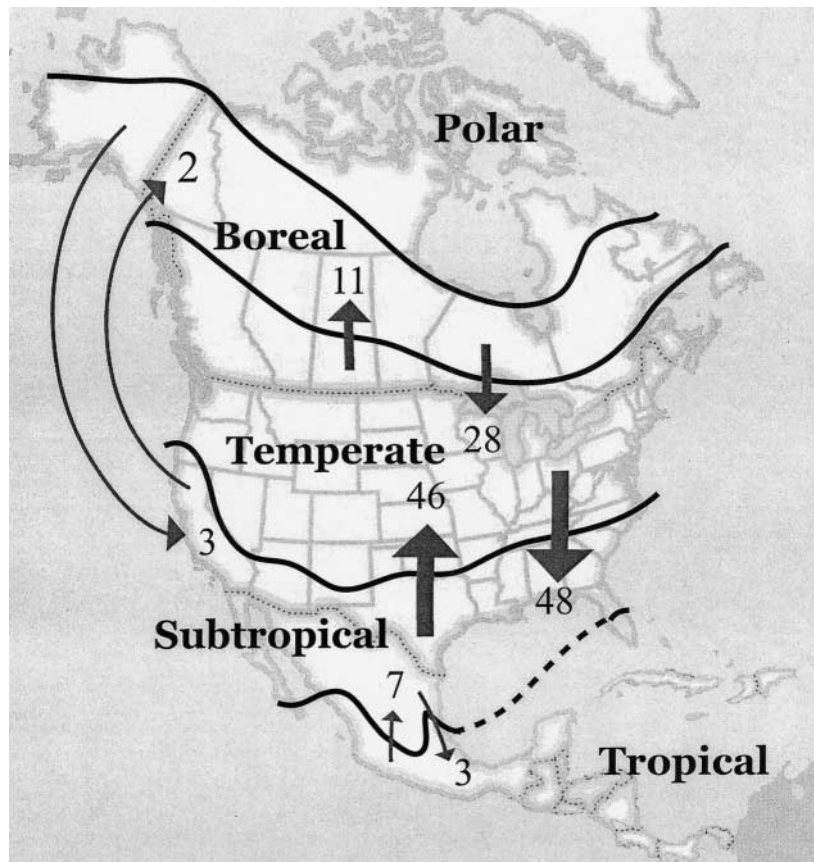 Polar
2
Boreal
11
28
Temperate
46
3
48
Subtropical
7
3
Tropical